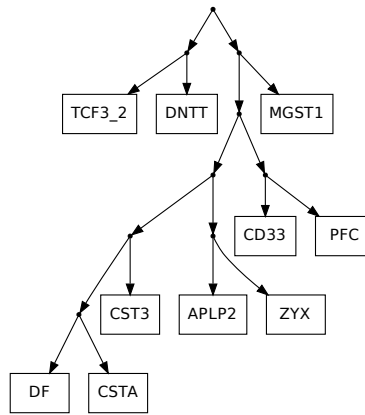 TCF3_2 DNTT MGST1
CD33 PFC
CST3 APLP2 ZYX
DF CSTA